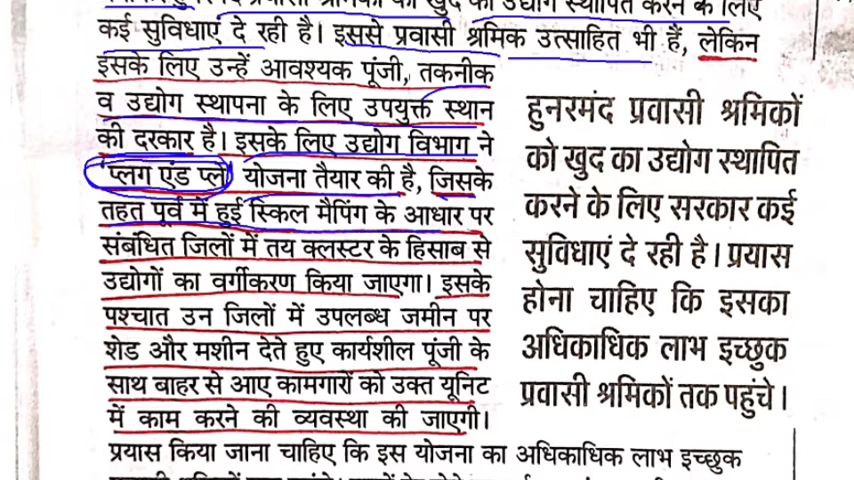 खुद का उद्योग स्थापित करने के लिए
कई सुविधाएं दे रही है। इससे प्रवासी श्रमिक उत्साहित भी हैं, लेकिन
इसके लिए उन्हें आवश्यक पूंजी, तकनीक
व उद्योग स्थापना के लिए उपयुक्त स्थान
की दरकार है। इसके लिए उद्योग विभाग ने
'प्लग एंड प्ले' योजना तैयार की है, जिसके
तहत पूर्व में हुई स्किल मैपिंग के आधार पर
संबंधित जिलों में तय क्लस्टर के हिसाब से
उद्योगों का वर्गीकरण किया जाएगा। इसके
पश्चात उन जिलों में उपलब्ध जमीन पर
शेड और मशीन देते हुए कार्यशील पूंजी के
साथ बाहर से आए कामगारों को उक्त यूनिट
में काम करने की व्यवस्था की जाएगी।
प्रयास किया जाना चाहिए कि इस योजना का अधिकाधिक लाभ इच्छुक
हुनरमंद प्रवासी श्रमिकों
को खुद का उद्योग स्थापित
करने के लिए सरकार कई
सुविधाएं दे रही है। प्रयास
होना चाहिए कि इसका
अधिकाधिक लाभ इच्छुक
प्रवासी श्रमिकों तक पहुंचे।